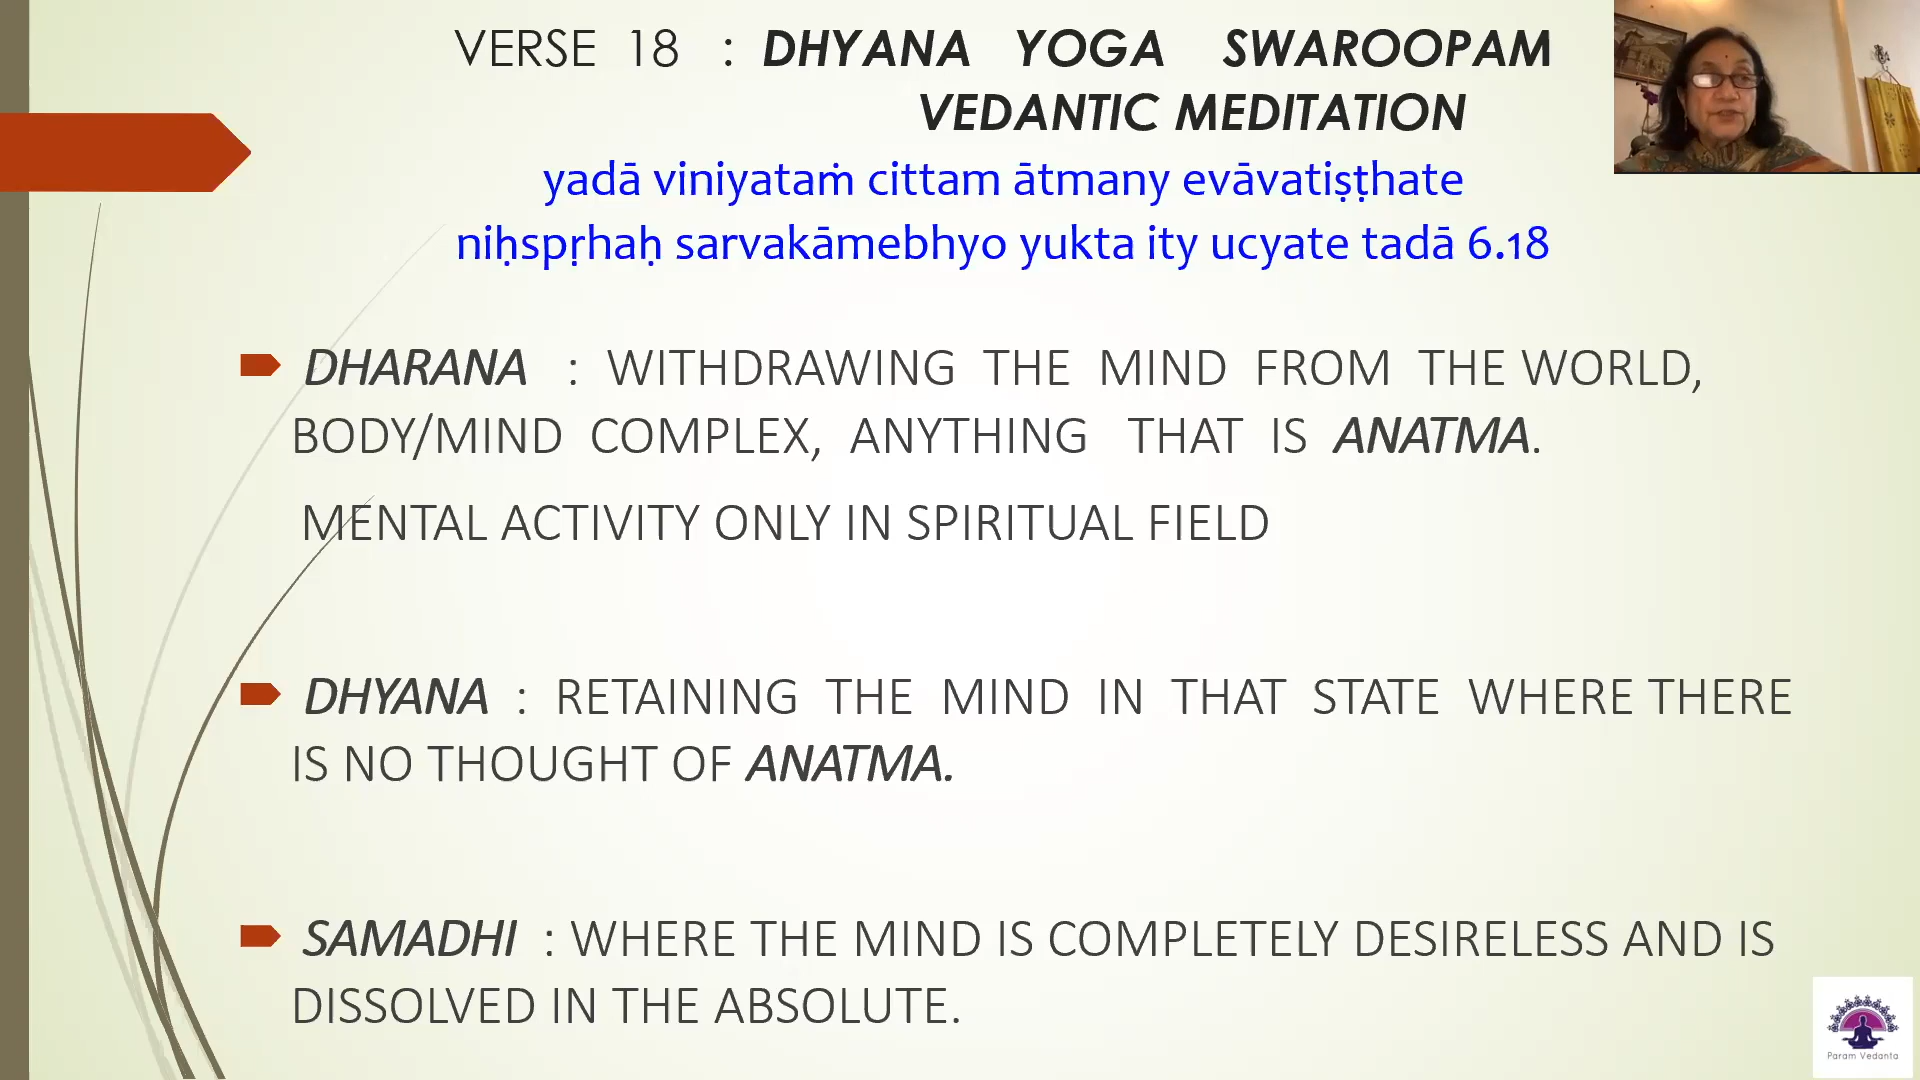 VERSE 18 : DHYANA YOGA SWAROOPAM
VEDANTIC MEDITATION
yadā viniyataṁ cittam ātmany evāvatiṣṭhate
niḥspṛhaḥ sarvakāmebhyo yukta ity ucyate tadā 6.18
DHARANA : WITHDRAWING THE MIND FROM THE WORLD,
BODY/MIND COMPLEX, ANYTHING THAT IS ANATMA.
MENTAL ACTIVITY ONLY IN SPIRITUAL FIELD
DHYANA : RETAINING THE MIND IN THAT STATE WHERE THERE
IS NO THOUGHT OF ANATMA.
SAMADHI : WHERE THE MIND IS COMPLETELY DESIRELESS AND IS
DISSOLVED IN THE ABSOLUTE.
Param Vedanta